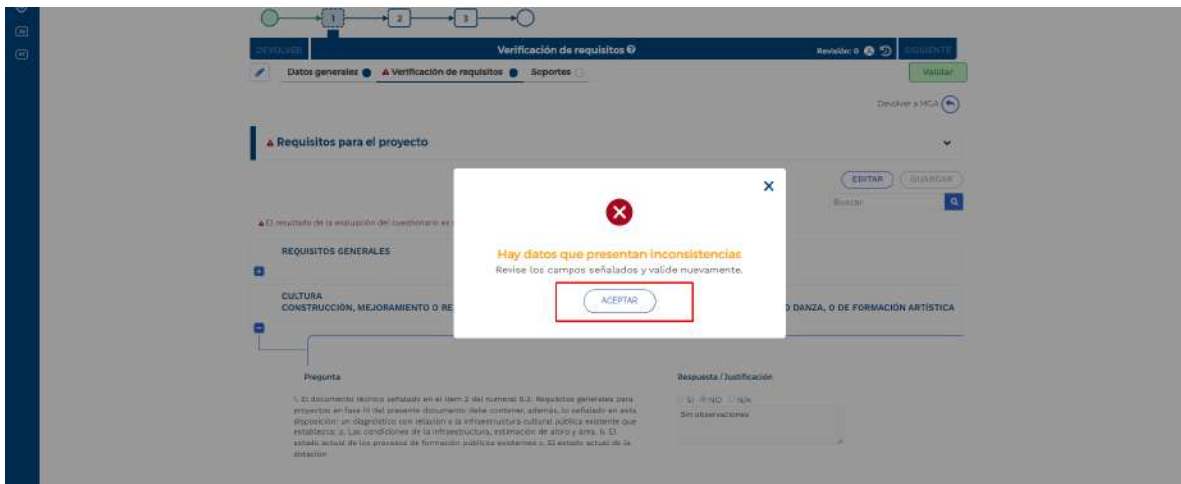 1 2 3
DEVOLVER Verificación de requisitos Revisión: 0 SIGUIENTE
Datos generales Verificación de requisitos Soportes Validar
Devolver a MGA
Requisitos para el proyecto
EDITAR GUARDAR
Buscar
El resultado de la evaluación del cuestionario es
REQUISITOS GENERALES
Hay datos que presentan inconsistencias
Revise los campos señalados y valide nuevamente.
ACEPTAR
CULTURA
CONSTRUCCIÓN, MEJORAMIENTO O RE O DANZA, O DE FORMACIÓN ARTÍSTICA
Pregunta Respuesta / Justificación
1. El documento técnico señalado en el ítem 2 del numeral 6.3. Requisitos generales para
proyectos en fase III del presente documento debe contener, además, lo señalado en esta
disposición: un diagnóstico con relación a la infraestructura cultural pública existente que
establezca: a. Las condiciones de la infraestructura, estimación de aforo y área. b. El
estado actual de los procesos de formación públicos existentes c. El estado actual de la
dotación
SI NO N/A
Sin observaciones